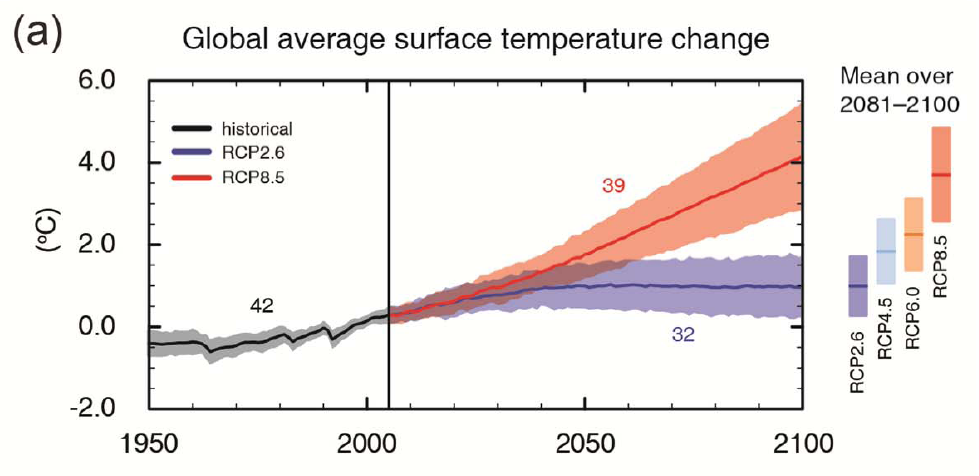 (a)
Global average surface temperature change
6.0
4.0
2.0
0.0
-2.0
(oC)
historical
RCP2.6
RCP8.5
42
39
32
1950
2000
2050
2100
Mean over
2081–2100
RCP2.6
RCP4.5
RCP6.0
RCP8.5